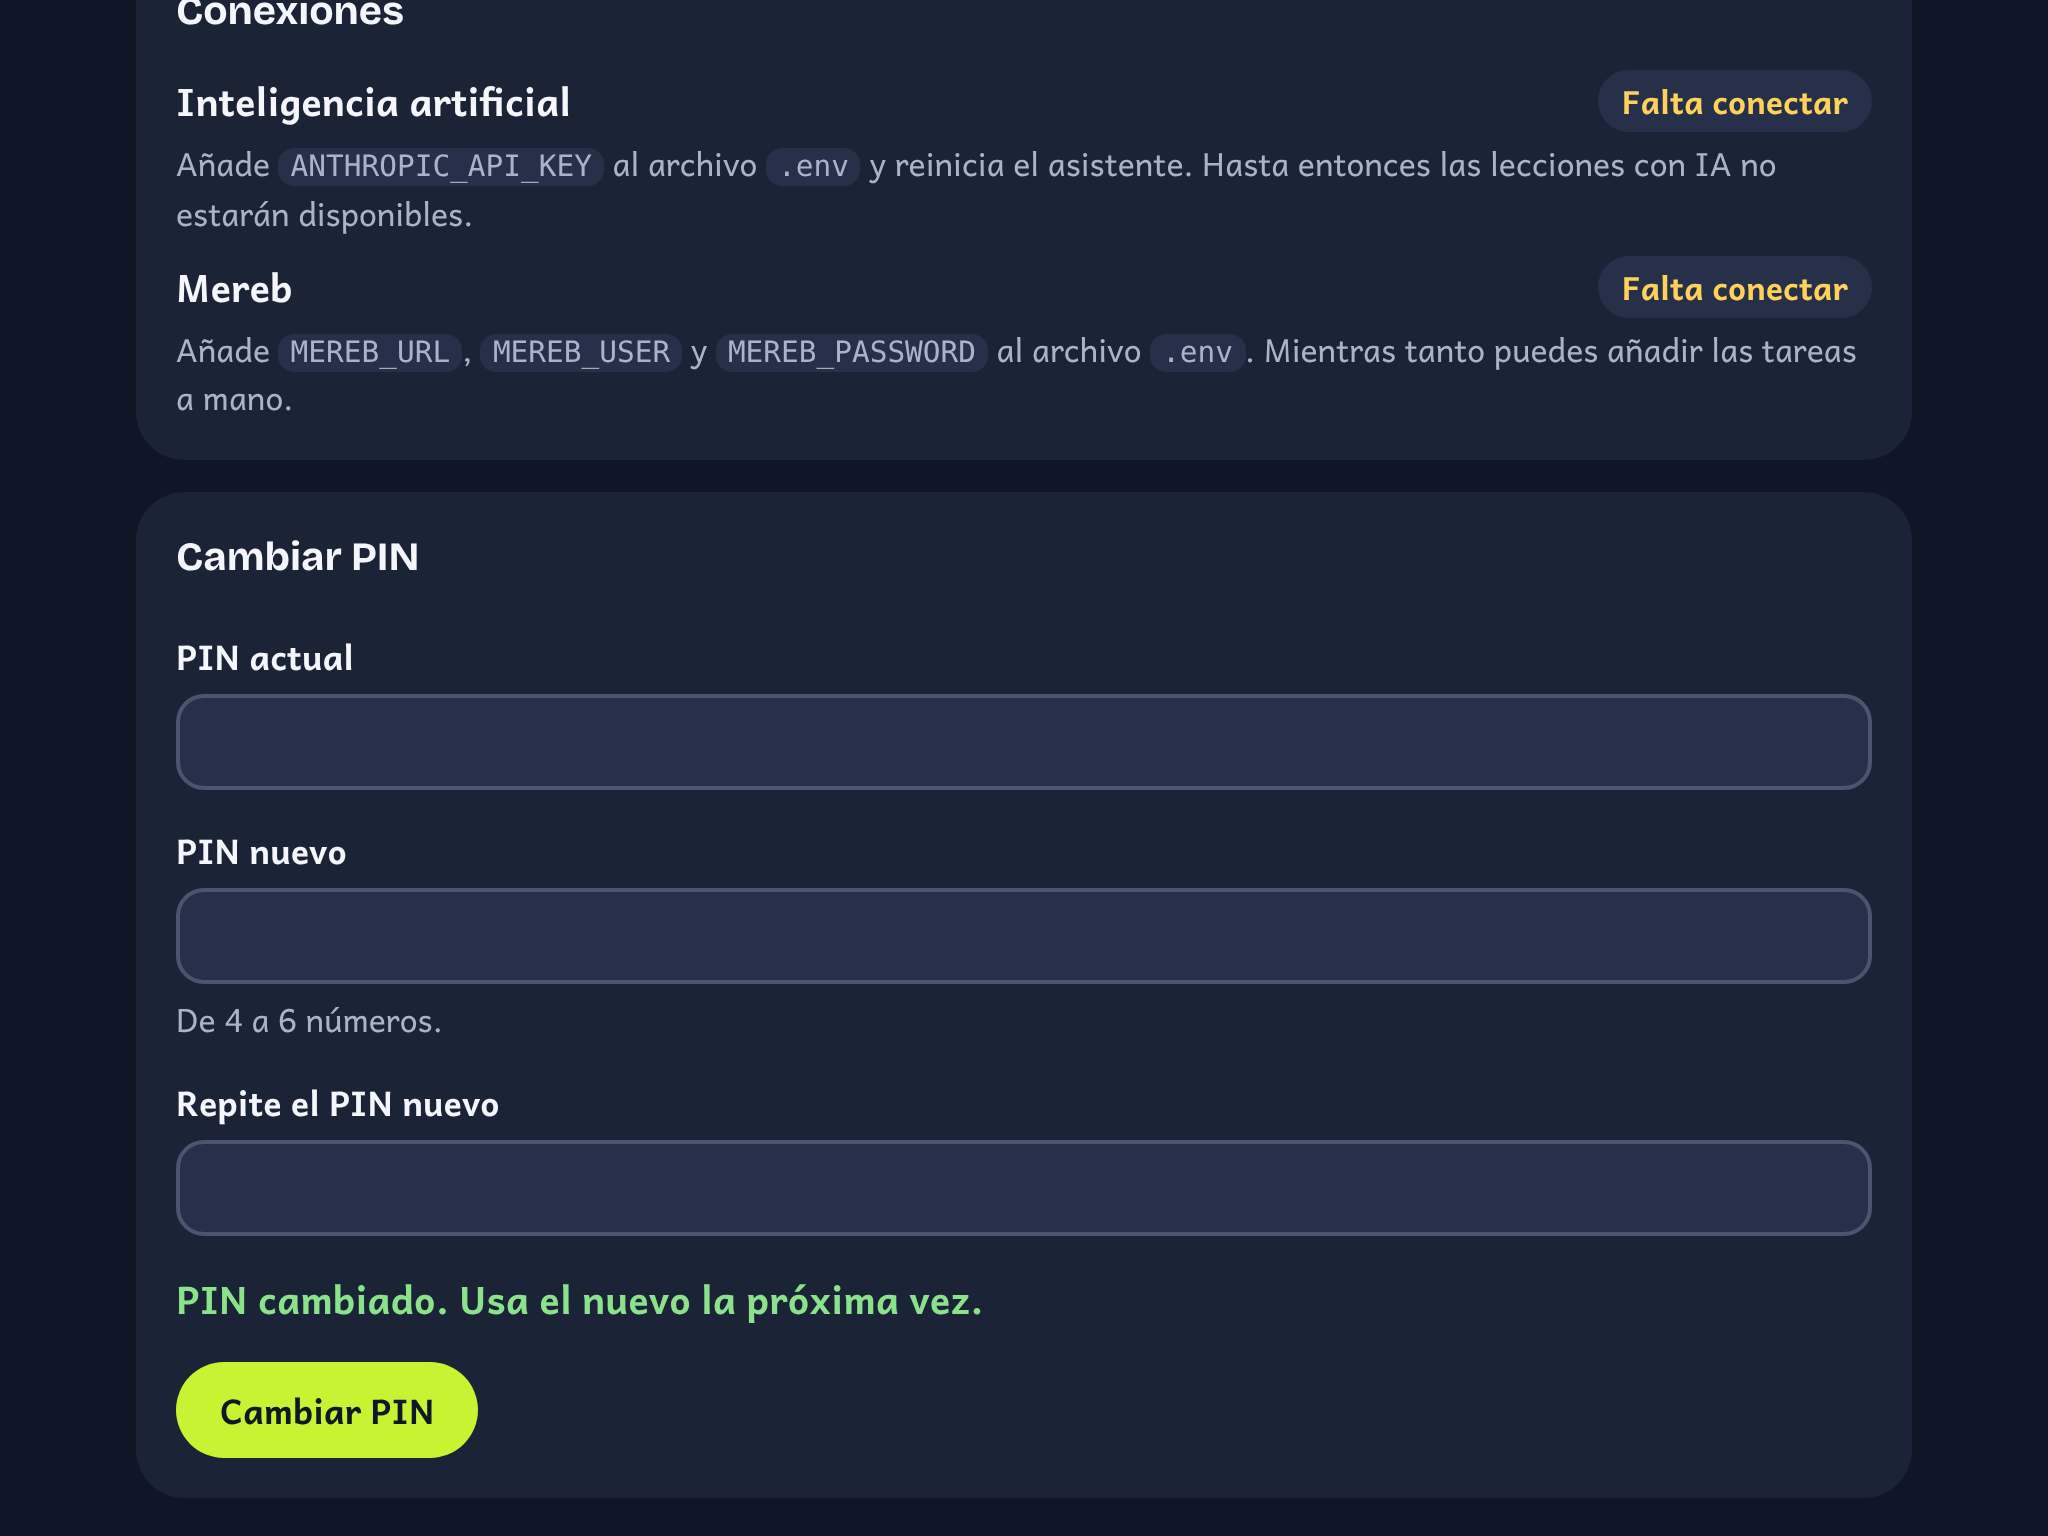 Conexiones
Inteligencia artificial
Falta conectar
Añade ANTHROPIC_API_KEY al archivo .env y reinicia el asistente. Hasta entonces las lecciones con IA no
estarán disponibles.
Mereb
Falta conectar
Añade MEREB_URL, MEREB_USER y MEREB_PASSWORD al archivo .env. Mientras tanto puedes añadir las tareas
a mano.
Cambiar PIN
PIN actual
PIN nuevo
De 4 a 6 números.
Repite el PIN nuevo
PIN cambiado. Usa el nuevo la próxima vez.
Cambiar PIN